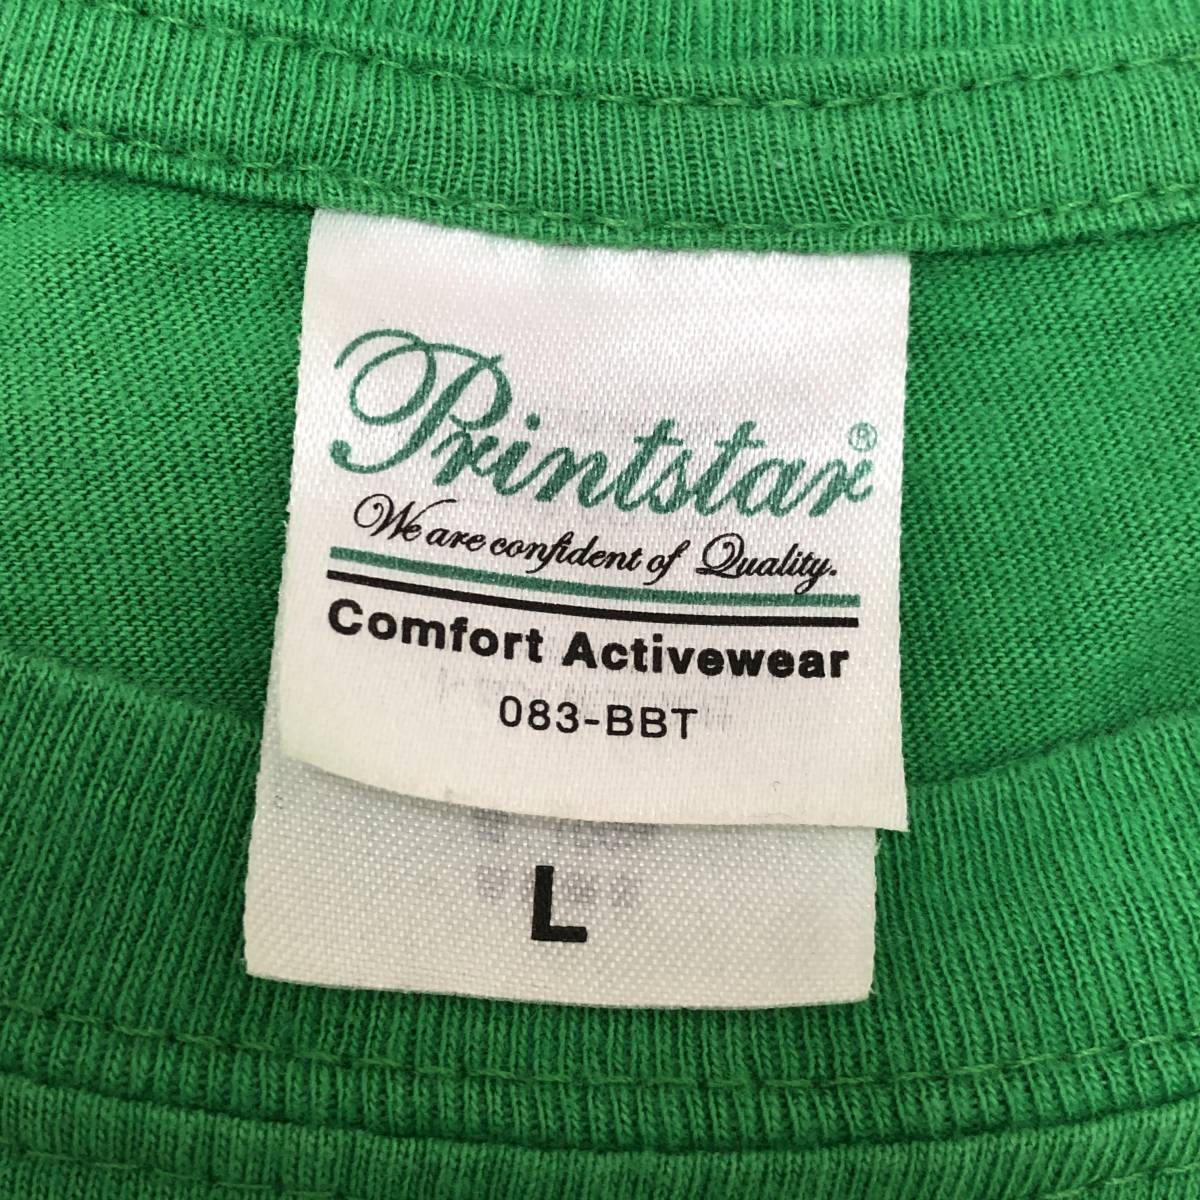 Printstar®
We are confident of Quality.
Comfort Activewear
083-BBT
L